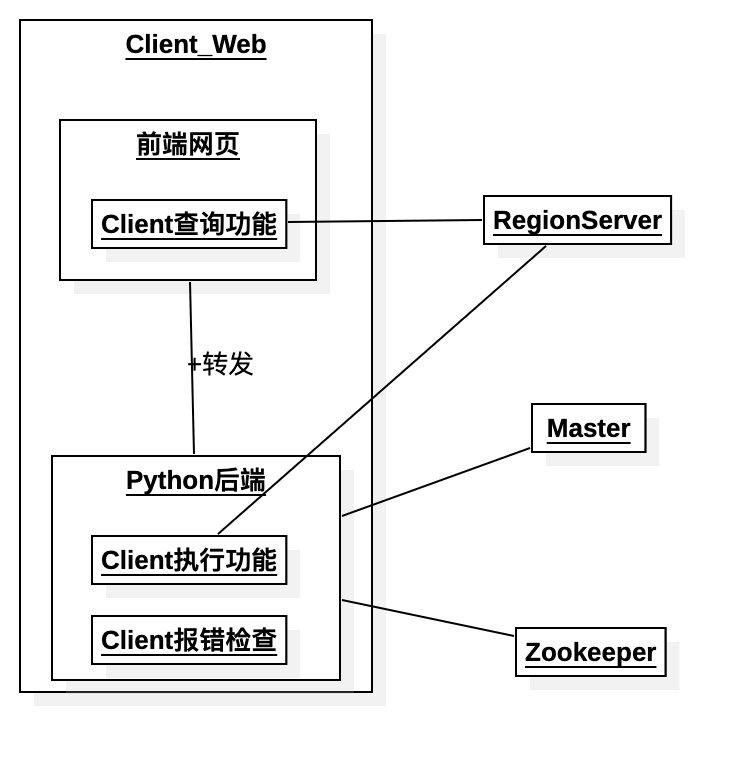 Client_Web
前端网页
Client查询功能
RegionServer
+转发
Master
Python后端
Client执行功能
Client报错检查
Zookeeper